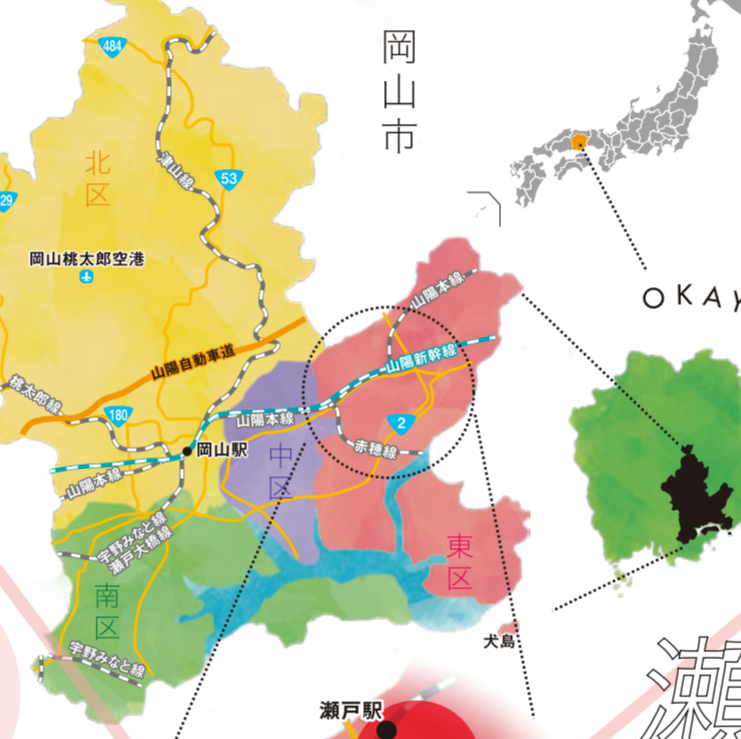 岡山市
484
北区
津山線
53
29
岡山桃太郎空港
OKAY
山陽本線
山陽自動車道
山陽新幹線
桃太郎線
180
山陽本線
2
岡山駅
中区
赤穂線
山陽本線
宇野みなと線
瀬戸大橋線
東区
南区
犬島
宇野みなと線
瀬戸駅
瀬